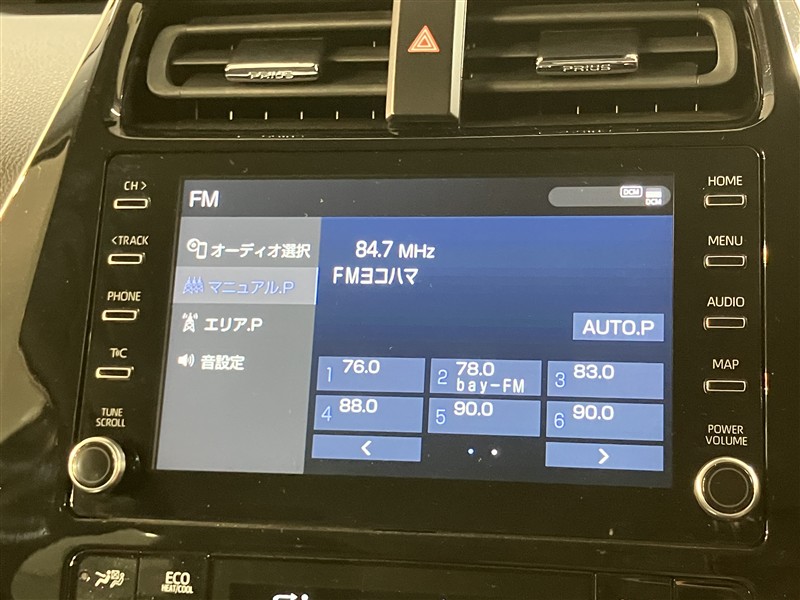 PRIUS
PRIUS
CH >
< TRACK
PHONE
T&C
TUNE
SCROLL
HOME
MENU
AUDIO
MAP
POWER
VOLUME
FM
DCM
DCM
オーディオ選択
マニュアル.P
エリア.P
音設定
84.7 MHz
FMヨコハマ
AUTO.P
1 76.0
2 78.0
bay-FM
3 83.0
4 88.0
5 90.0
6 90.0
<
>
ECO
HEAT/COOL